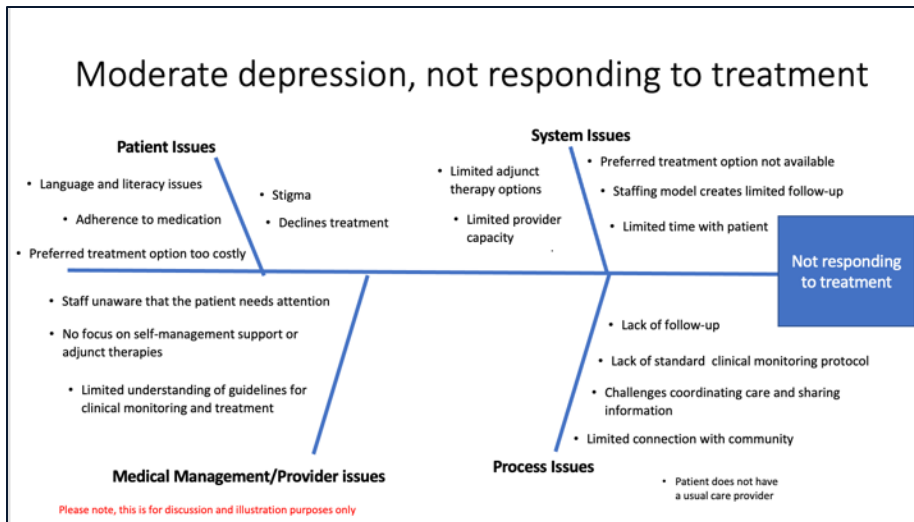 Moderate depression, not responding to treatment
Patient Issues
• Language and literacy issues
• Adherence to medication
• Preferred treatment option too costly
• Stigma
• Declines treatment
System Issues
• Limited adjunct
therapy options
• Limited provider
capacity
• Preferred treatment option not available
• Staffing model creates limited follow-up
• Limited time with patient
Not responding
to treatment
• Staff unaware that the patient needs attention
• No focus on self-management support or
adjunct therapies
• Limited understanding of guidelines for
clinical monitoring and treatment
Medical Management/Provider issues
• Lack of follow-up
• Lack of standard clinical monitoring protocol
• Challenges coordinating care and sharing
information
• Limited connection with community
Process Issues
• Patient does not have
a usual care provider
Please note, this is for discussion and illustration purposes only